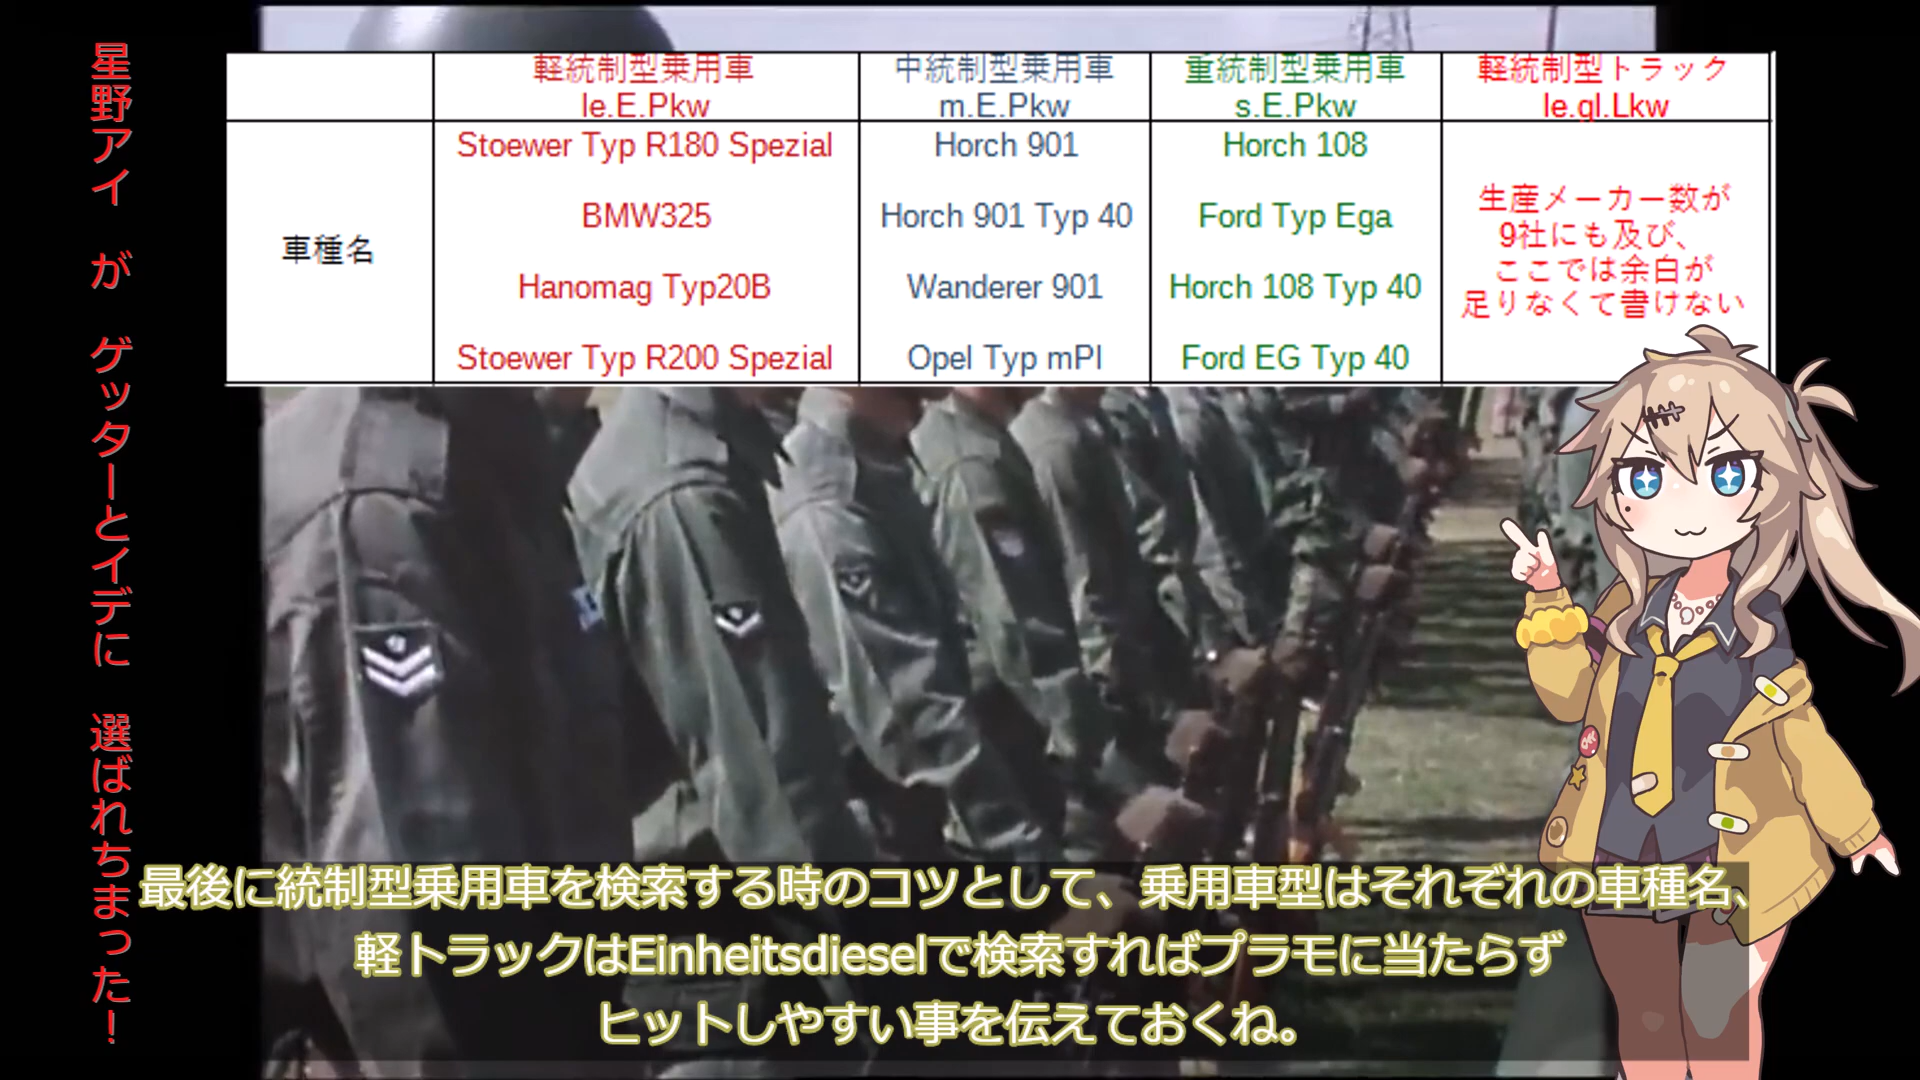 星野アイ が ゲッターとイデに 選ばれちまった！
軽統制型乗用車
le.E.Pkw
中統制型乗用車
m.E.Pkw
重統制型乗用車
s.E.Pkw
軽統制型トラック
le.gl.Lkw
車種名
Stoewer Typ R180 Spezial
BMW325
Hanomag Typ20B
Stoewer Typ R200 Spezial
Horch 901
Horch 901 Typ 40
Wanderer 901
Opel Typ mPl
Horch 108
Ford Typ Ega
Horch 108 Typ 40
Ford EG Typ 40
生産メーカー数が
9社にも及び、
ここでは余白が
足りなくて書けない
最後に統制型乗用車を検索する時のコツとして、乗用車型はそれぞれの車種名、
軽トラックはEinheitsdieselで検索すればプラモに当たらず
ヒットしやすい事を伝えておくね。